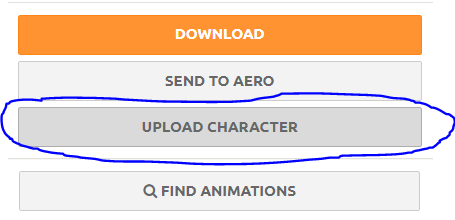 DOWNLOAD
SEND TO AERO
UPLOAD CHARACTER
FIND ANIMATIONS